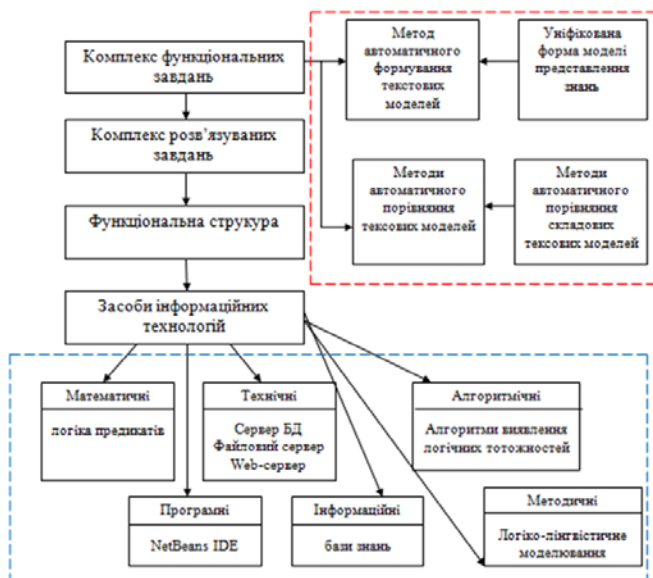 Комплекс функціональних
завдань
Комплекс розв’язуваних
завдань
Функціональна структура
Засоби інформаційних
технологій
Метод
автоматичного
формування
текстових
моделей
Уніфікована
форма моделі
представлення
знань
Методи
автоматичного
порівняння
тексових моделей
Методи
автоматичного
порівняння
складових
тексових моделей
Математичні
логіка предикатів
Технічні
Сервер БД
Файловий сервер
Web-сервер
Алгоритмічні
Алгоритми виявлення
логічних тотожностей
Програмні
NetBeans IDE
Інформаційні
бази знань
Методичні
Логіко-лінгвістичне
моделювання